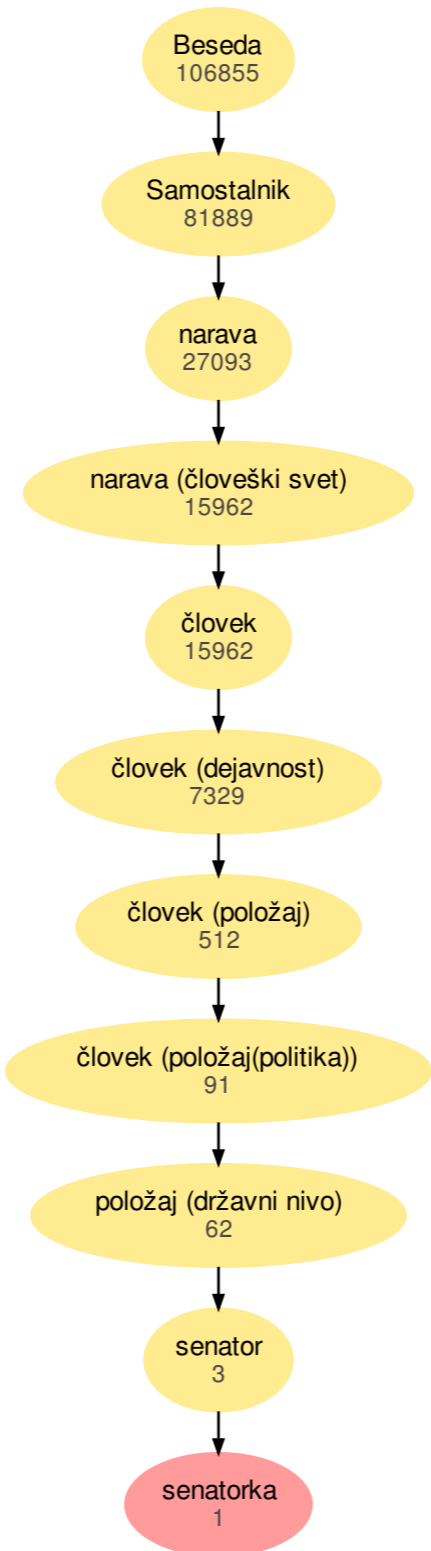 Beseda
106855
Samostalnik
81889
narava
27093
narava (človeški svet)
15962
človek
15962
človek (dejavnost)
7329
človek (položaj)
512
človek (položaj(politika))
91
položaj (državni nivo)
62
senator
3
senatorka
1